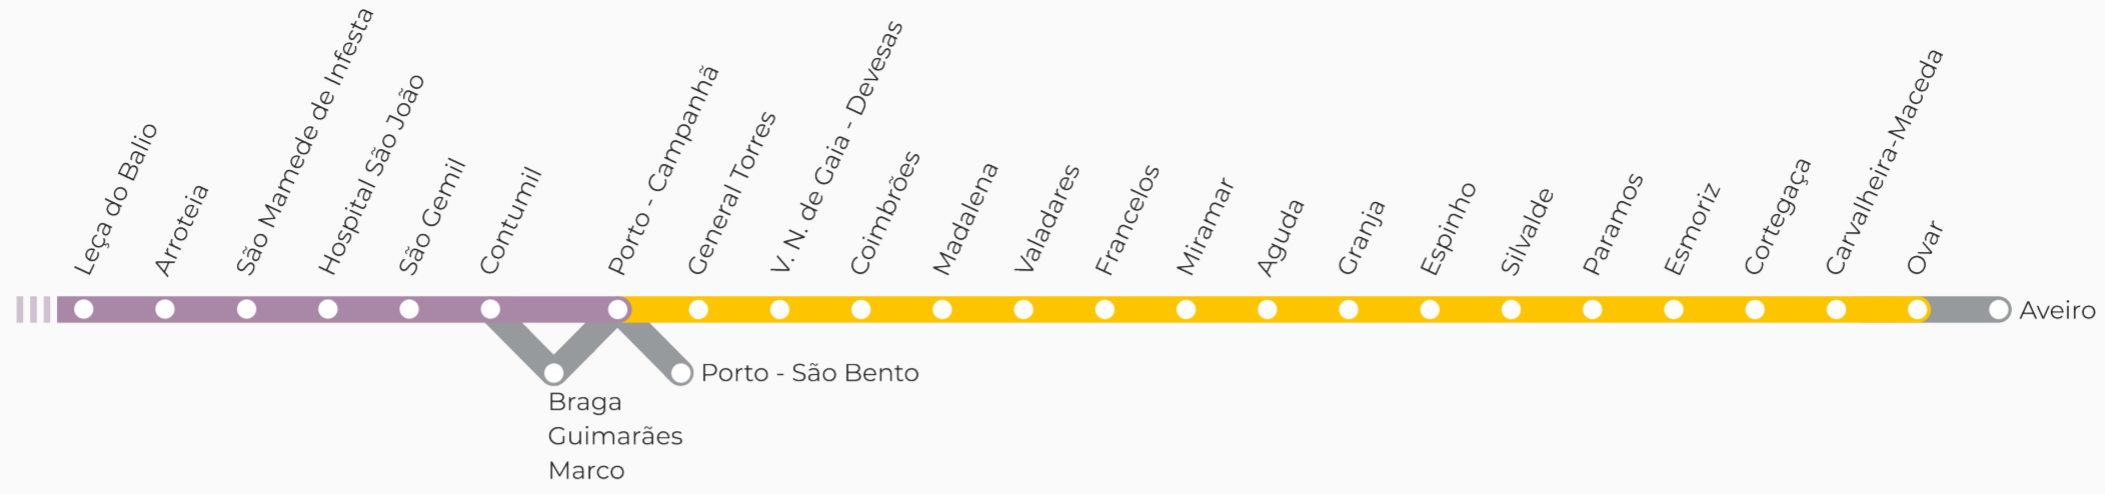 Leça do Balio
Arroteia
São Mamede de Infesta
Hospital São João
São Gemil
Contumil
Porto - Campanhã
General Torres
V. N. de Gaia - Devesas
Coimbrões
Madalena
Valadares
Francelos
Miramar
Aguda
Granja
Espinho
Silvalde
Paramos
Esmoriz
Cortegaça
Carvalheira-Maceda
Ovar
Aveiro
Porto - São Bento
Braga
Guimarães
Marco